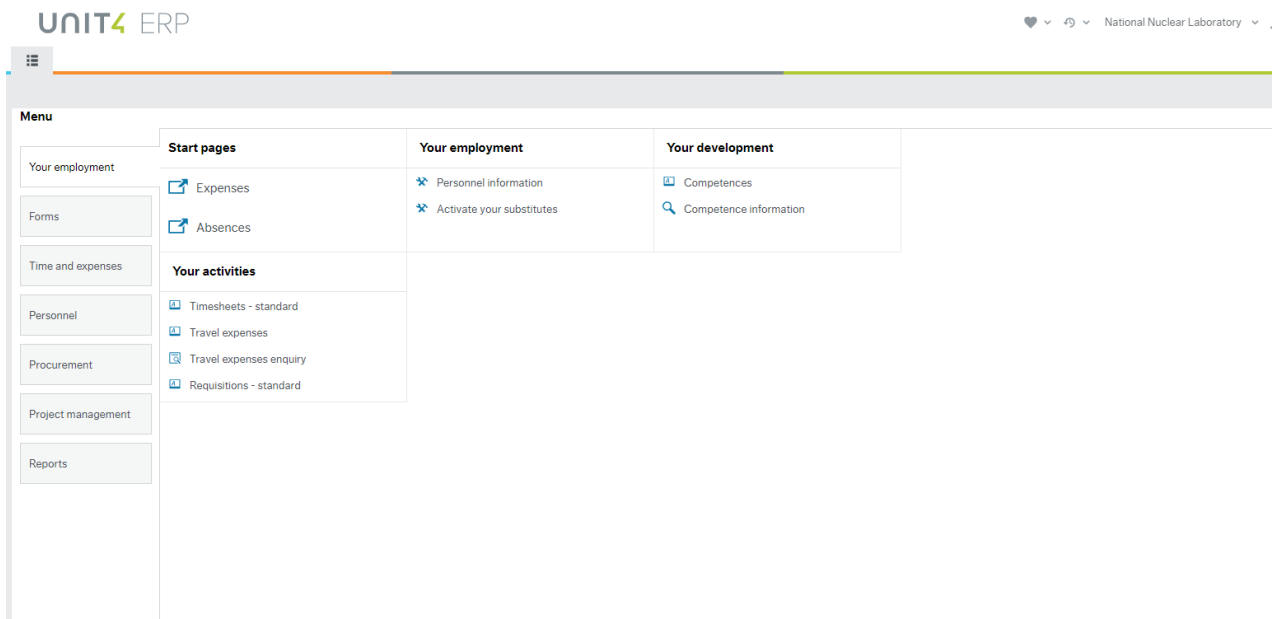 UNIT4 ERP
National Nuclear Laboratory
Menu
Your employment
Forms
Time and expenses
Personnel
Procurement
Project management
Reports
Start pages
Expenses
Absences
Your activities
Timesheets - standard
Travel expenses
Travel expenses enquiry
Requisitions - standard
Your employment
Personnel information
Activate your substitutes
Your development
Competences
Competence information